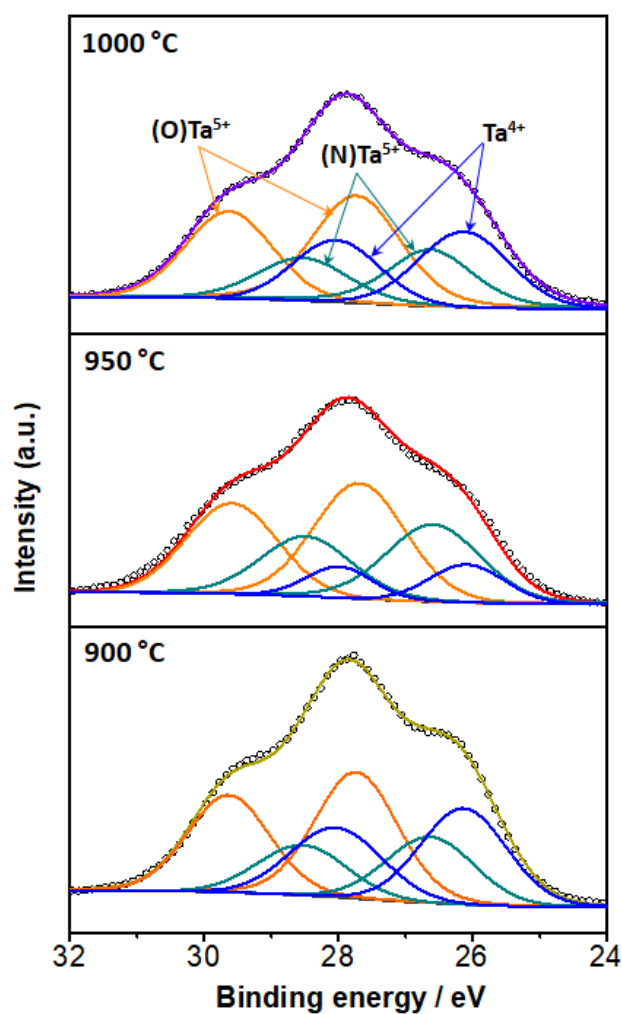 1000 °C
(O)Ta⁵⁺
(N)Ta⁵⁺
Ta⁴⁺
950 °C
900 °C
Intensity (a.u.)
32 30 28 26 24
Binding energy / eV